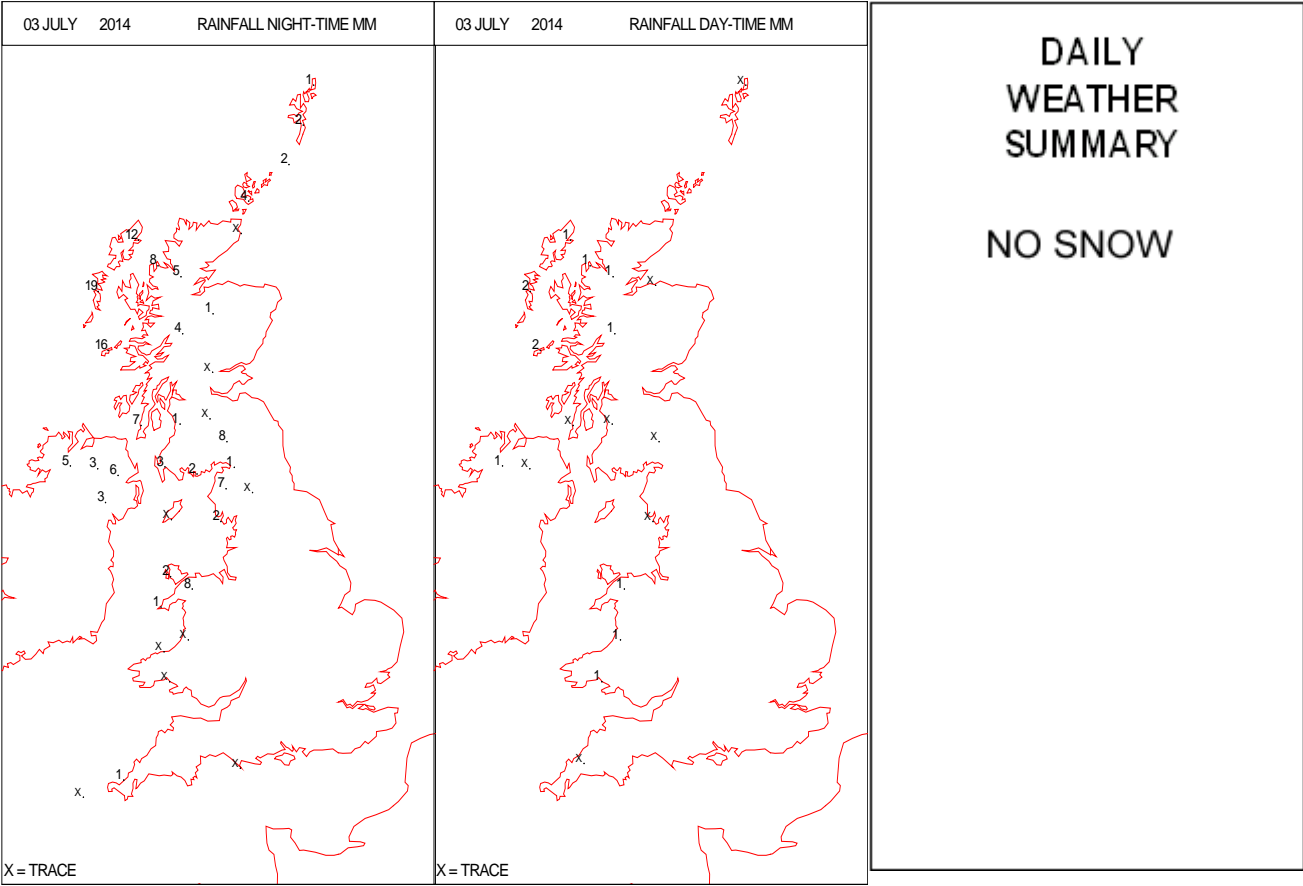 03 JULY 2014 RAINFALL NIGHT-TIME MM
1
2
2
4
X
12
8
5
19
1
4
16
X
7 1 X
8
5 3 6 3 2 1
3 7 X
X 2
2 8
1
X
X
X
X
1
X
X = TRACE
03 JULY 2014 RAINFALL DAY-TIME MM
X
1
1
1
2 X
1
2
X X
X
1 X
X
1
1
1
X
X = TRACE
DAILY
WEATHER
SUMMARY
NO SNOW